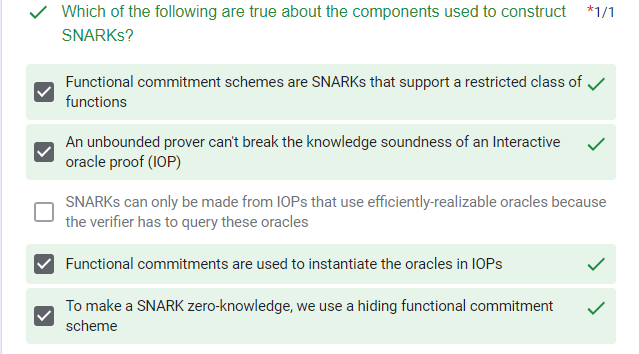 Which of the following are true about the components used to construct *1/1
SNARKs?
Functional commitment schemes are SNARKs that support a restricted class of
functions
An unbounded prover can't break the knowledge soundness of an Interactive
oracle proof (IOP)
SNARKs can only be made from IOPs that use efficiently-realizable oracles because
the verifier has to query these oracles
Functional commitments are used to instantiate the oracles in IOPs
To make a SNARK zero-knowledge, we use a hiding functional commitment
scheme